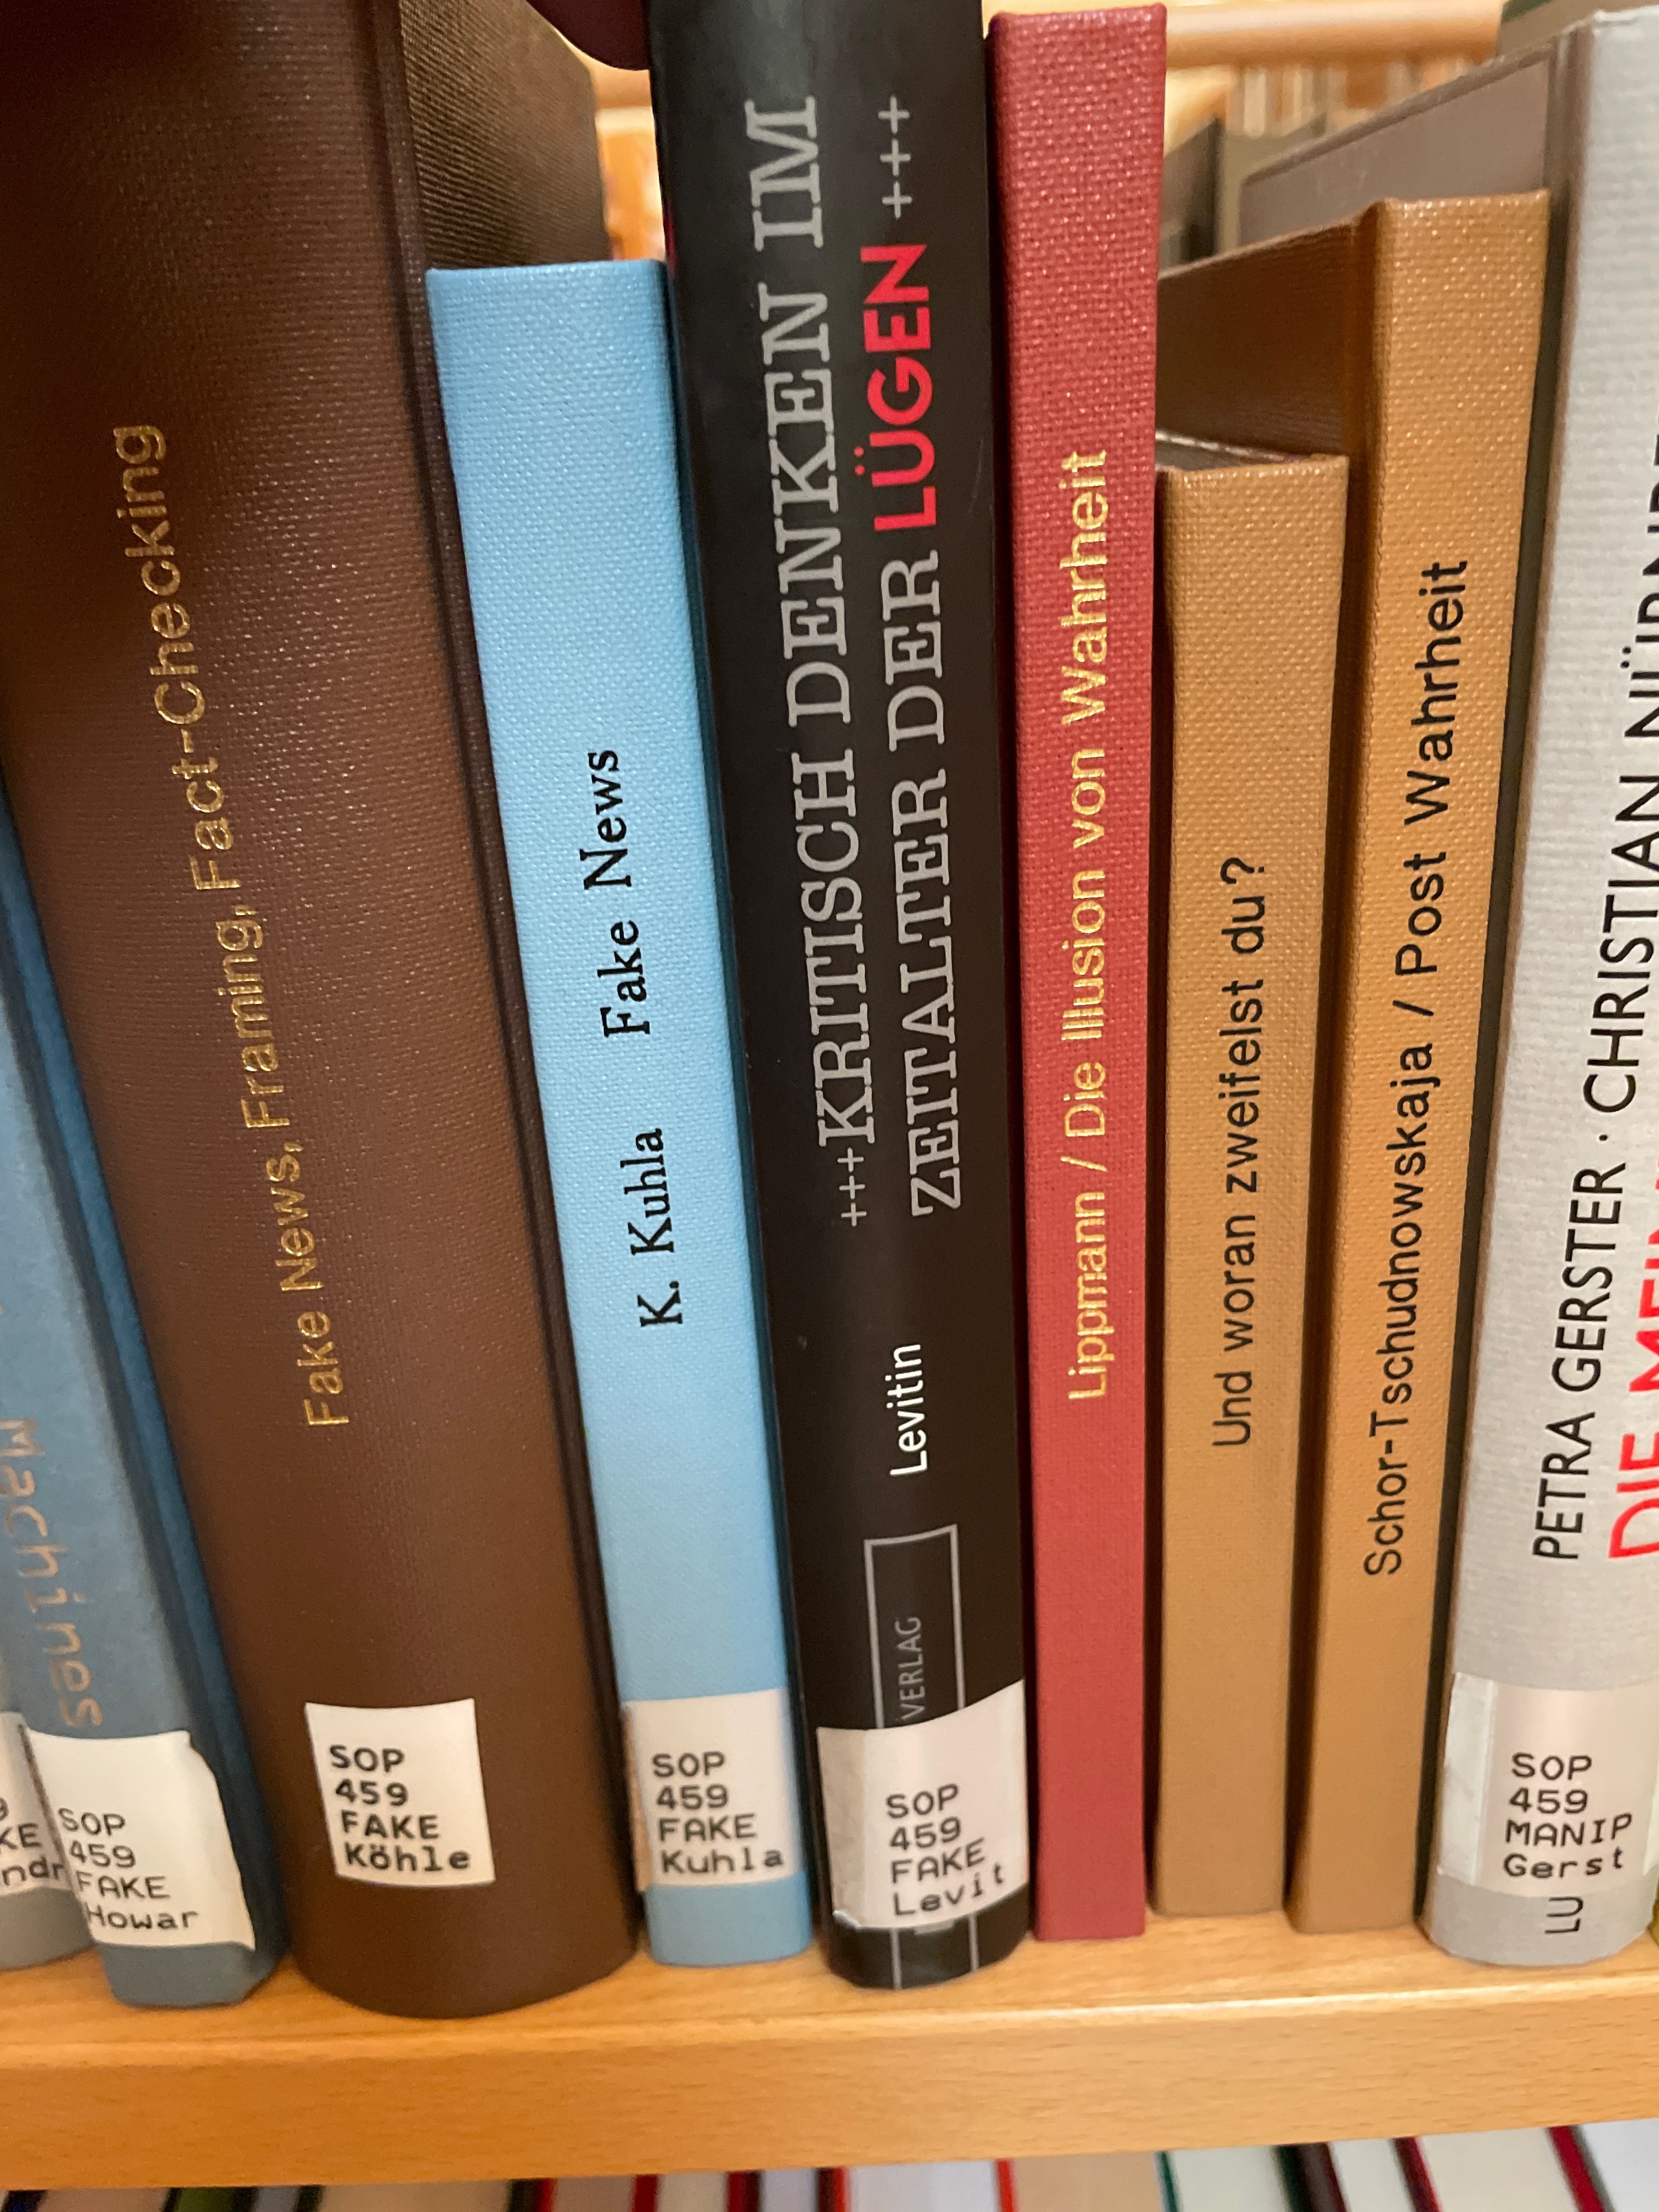 Machines
SOP
459
FAKE
Howar
Fake News, Framing, Fact-Checking
SOP
459
FAKE
Köhle
K. Kuhla Fake News
SOP
459
FAKE
Kuhla
+++KRITISCH DENKEN IM
ZEITALTER DER LÜGEN +++
Levitin
VERLAG
SOP
459
FAKE
Levit
Lippmann / Die Illusion von Wahrheit
Und woran zweifelst du?
Schor-Tschudnowskaja / Post Wahrheit
PETRA GERSTER · CHRISTIAN
DIE
SOP
459
MANIP
Gerst
LU